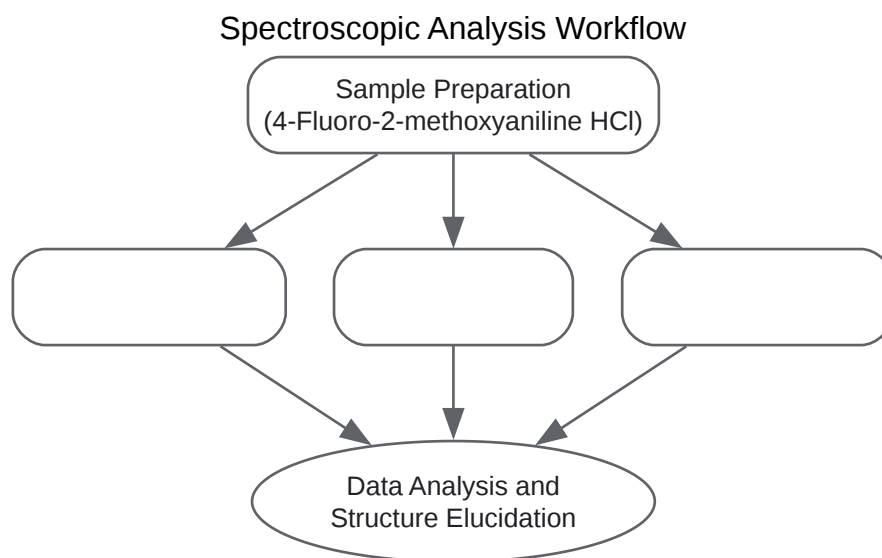 Spectroscopic Analysis Workflow
Sample Preparation
(4-Fluoro-2-methoxyaniline HCl)
Data Analysis and
Structure Elucidation